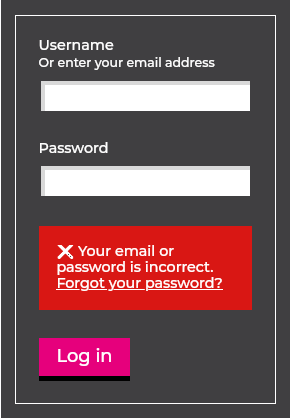 Username
Or enter your email address
Password
Your email or
password is incorrect.
Forgot your password?
Log in